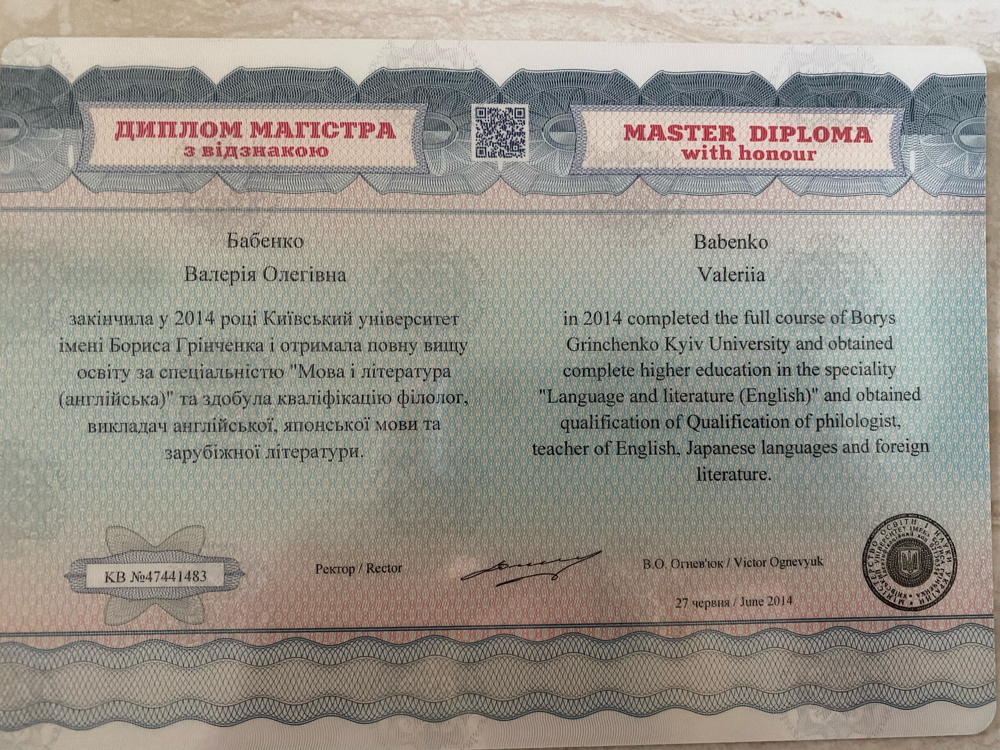 ДИПЛОМ МАГІСТРА
з відзнакою
MASTER DIPLOMA
with honour
Бабенко
Валерія Олегівна
закінчила у 2014 році Київський університет
імені Бориса Грінченка і отримала повну вищу
освіту за спеціальністю "Мова і література
(англійська)" та здобула кваліфікацію філолог,
викладач англійської, японської мови та
зарубіжної літератури.
Babenko
Valeriia
in 2014 completed the full course of Borys
Grinchenko Kyiv University and obtained
complete higher education in the speciality
"Language and literature (English)" and obtained
qualification of Qualification of philologist,
teacher of English, Japanese languages and foreign
literature.
КВ №47441483
Ректор / Rector
В.О. Огнев'юк / Victor Ognevyuk
27 червня / June 2014
МІНІСТЕРСТВО ОСВІТИ І НАУКИ УКРАЇНИ